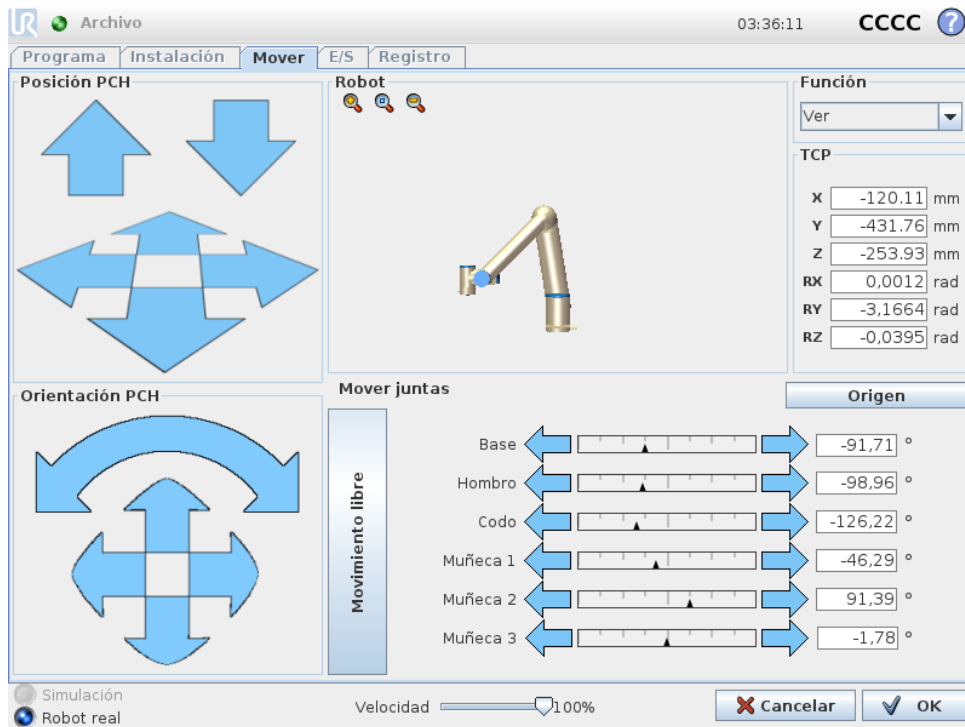 UR Archivo 03:36:11 CCCC ?
Programa Instalación Mover E/S Registro
Posición PCH
Robot
Función
Ver
TCP
X -120.11 mm
Y -431.76 mm
Z -253.93 mm
RX 0,0012 rad
RY -3,1664 rad
RZ -0,0395 rad
Orientación PCH
Mover juntas
Origen
Movimiento libre
Base -91,71 °
Hombro -98,96 °
Codo -126,22 °
Muñeca 1 -46,29 °
Muñeca 2 91,39 °
Muñeca 3 -1,78 °
Simulación
Robot real
Velocidad 100%
Cancelar
OK